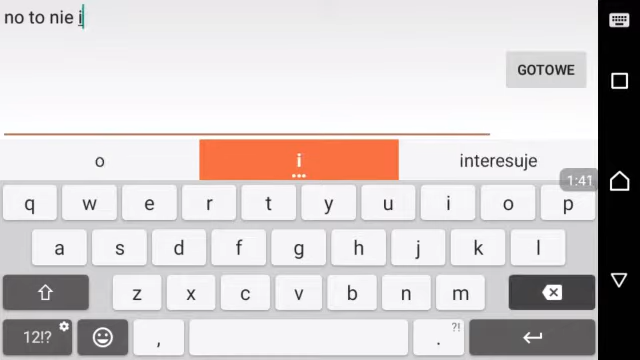 no to nie i
GOTOWE
o i interesuje
1:41
q w e r t y u i o p
a s d f g h j k l
z x c v b n m
12!? , . ?!